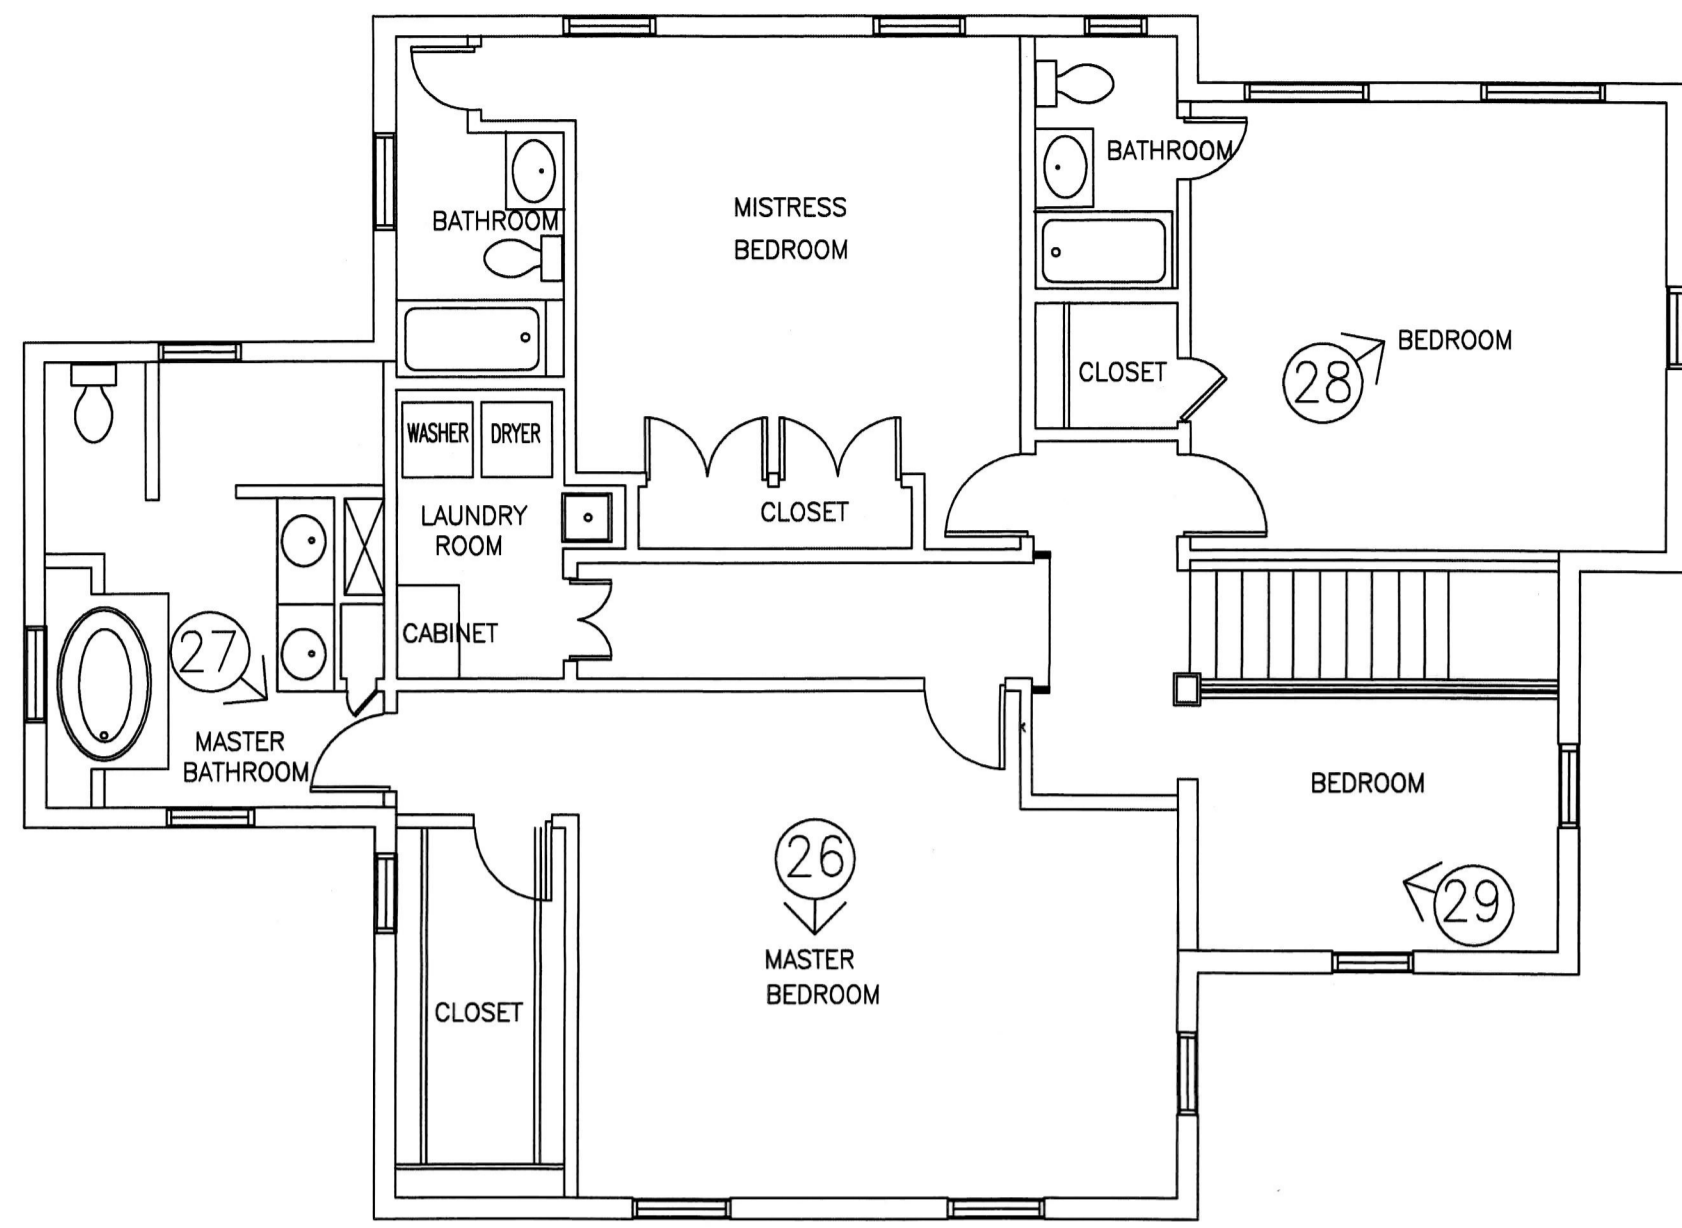 BATHROOM
MISTRESS
BEDROOM
BATHROOM
BEDROOM
28
CLOSET
WASHER
DRYER
LAUNDRY
ROOM
CLOSET
CABINET
27
MASTER
BATHROOM
BEDROOM
26
29
MASTER
BEDROOM
CLOSET